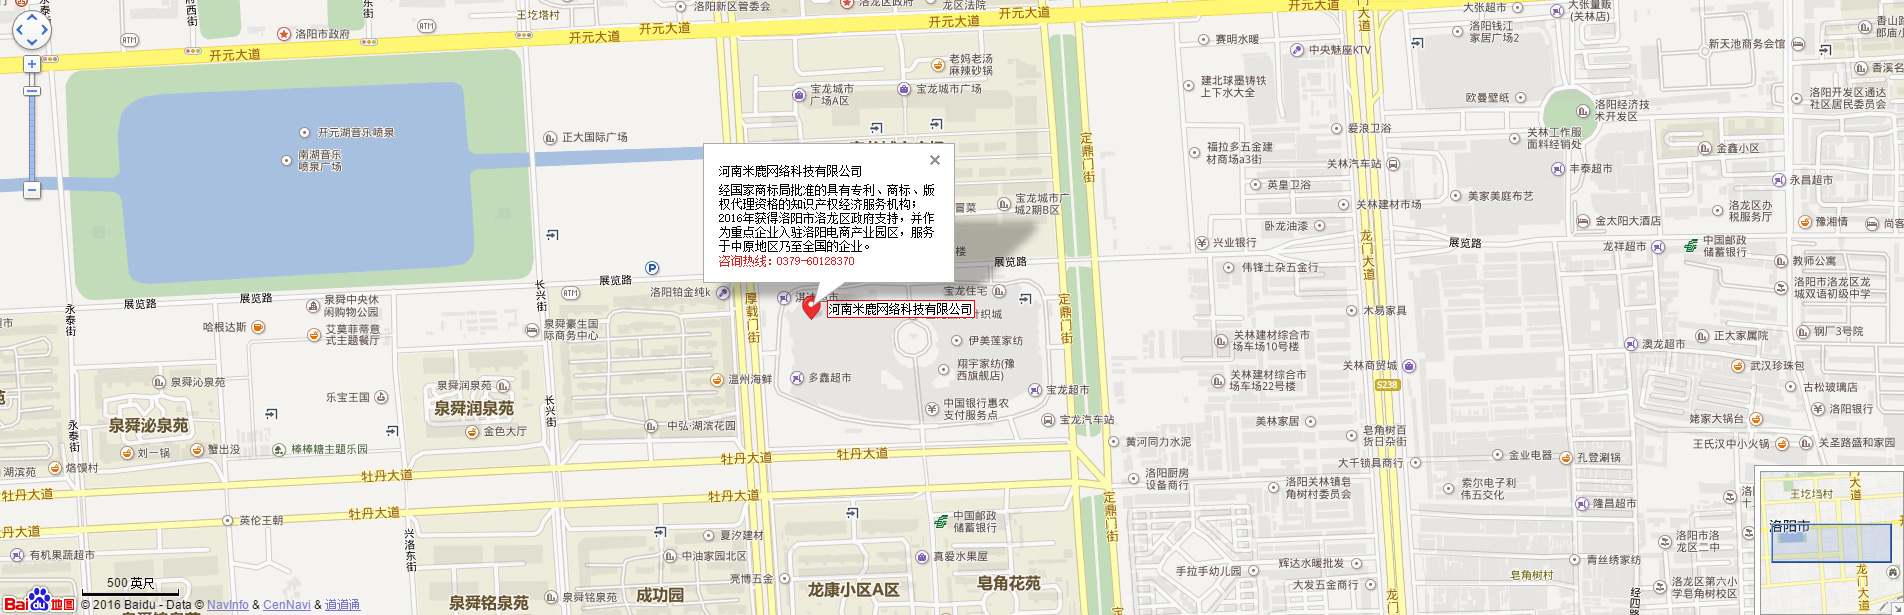 河南米鹿网络科技有限公司
经国家商标局批准的具有专利、商标、版
权代理资格的知识产权经济服务机构；
2016年获得洛阳市洛龙区政府支持，并作
为重点企业入驻洛阳电商产业园区，服务
于中原地区乃至全国的企业。
咨询热线：0379-60128370
河南米鹿网络科技有限公司
王圪垱村
洛阳新区管委会
洛龙区政府
龙区法院
开元大道
开元大道
开元大道
开元大道
开元大道
大张超市
大张量贩
(关林店)
洛阳市政府
ATM
ATM
赛明水暖
中央魅座KTV
洛阳钱江
家居广场2
新天池商务会馆
香山
郎庙小
老妈老汤
麻辣砂锅
宝龙城市
广场A区
宝龙城市广场
建北球墨铸铁
上下水大全
欧曼壁纸
洛阳经济技
术开发区
洛阳开发区通达
社区居民委员会
香溪名
开元湖音乐喷泉
南湖音乐
喷泉广场
正大国际广场
定鼎门街
爱浪卫浴
关林工作服
面料经销处
福拉多五金建
材商场a3街
关林汽车站
丰泰超市
金鑫小区
永昌超市
英皇卫浴
美家美庭布艺
宝龙城市广
城2期B区
冒菜
关林建材市场
卧龙油漆
金太阳大酒店
洛龙区办
税服务厅
豫湘情
尚客
兴业银行
龙门大道
展览路
龙祥超市
中国邮政
储蓄银行
教师公寓
楼
展览路
伟锋土杂五金行
洛阳市洛龙区龙
城双语初级中学
展览路
展览路
展览路
P
ATM
洛阳铂金纯k
淇
市
宝龙住宅
针织城
永泰街
泉舜中央休
闲购物公园
长兴街
厚载门街
定鼎门街
哈根达斯
艾莫菲蒂意
式主题餐厅
泉舜豪生国
际商务中心
伊美莲家纺
木易家具
关林建材综合市
场车场10号楼
正大家属院
钢厂3号院
澳龙超市
翔宇家纺(豫
西旗舰店)
关林商贸城
武汉珍珠包
泉舜沁泉苑
泉舜润泉苑
温州海鲜
多鑫超市
宝龙超市
关林建材综合市
场车场22号楼
S238
古松玻璃店
乐宝王国
长兴街
泉舜润泉苑
中国银行惠农
支付服务点
洛阳银行
泉舜泌泉苑
永泰街
金色大厅
中弘·湖滨花园
宝龙汽车站
美林家居
皂角树百
货日杂街
姥家大锅台
刘一锅
蟹出没
棒棒糖主题乐园
牡丹大道
牡丹大道
牡丹大道
黄河同力水泥
王氏汉中小火锅
关圣路盛和家园
湖滨苑
烙馍村
大千锁具商行
金业电器
孔登涮锅
牡丹大道
牡丹大道
牡丹大道
洛阳厨房
设备商行
定鼎门街
洛阳关林镇皂
角树村委员会
索尔电子利
伟五交化
隆昌超市
英伦王朝
兴洛东街
夏汐建材
中国邮政
储蓄银行
有机果蔬超市
中油家园北区
真爱水果屋
手拉手幼儿园
辉达水暖批发
青丝绣家纺
洛阳市洛
龙区二中
亮博五金
龙康小区A区
皂角花苑
大发五金商行
皂角树村
洛龙区第六小
学皂角树校区
泉舜铭泉苑
泉舜铭泉苑
成功园
龙门
经四路
王圪垱村
大道
洛阳市
龙门大
500 英尺
Bai du 地图
© 2016 Baidu - Data © NavInfo & CenNavi & 道道通